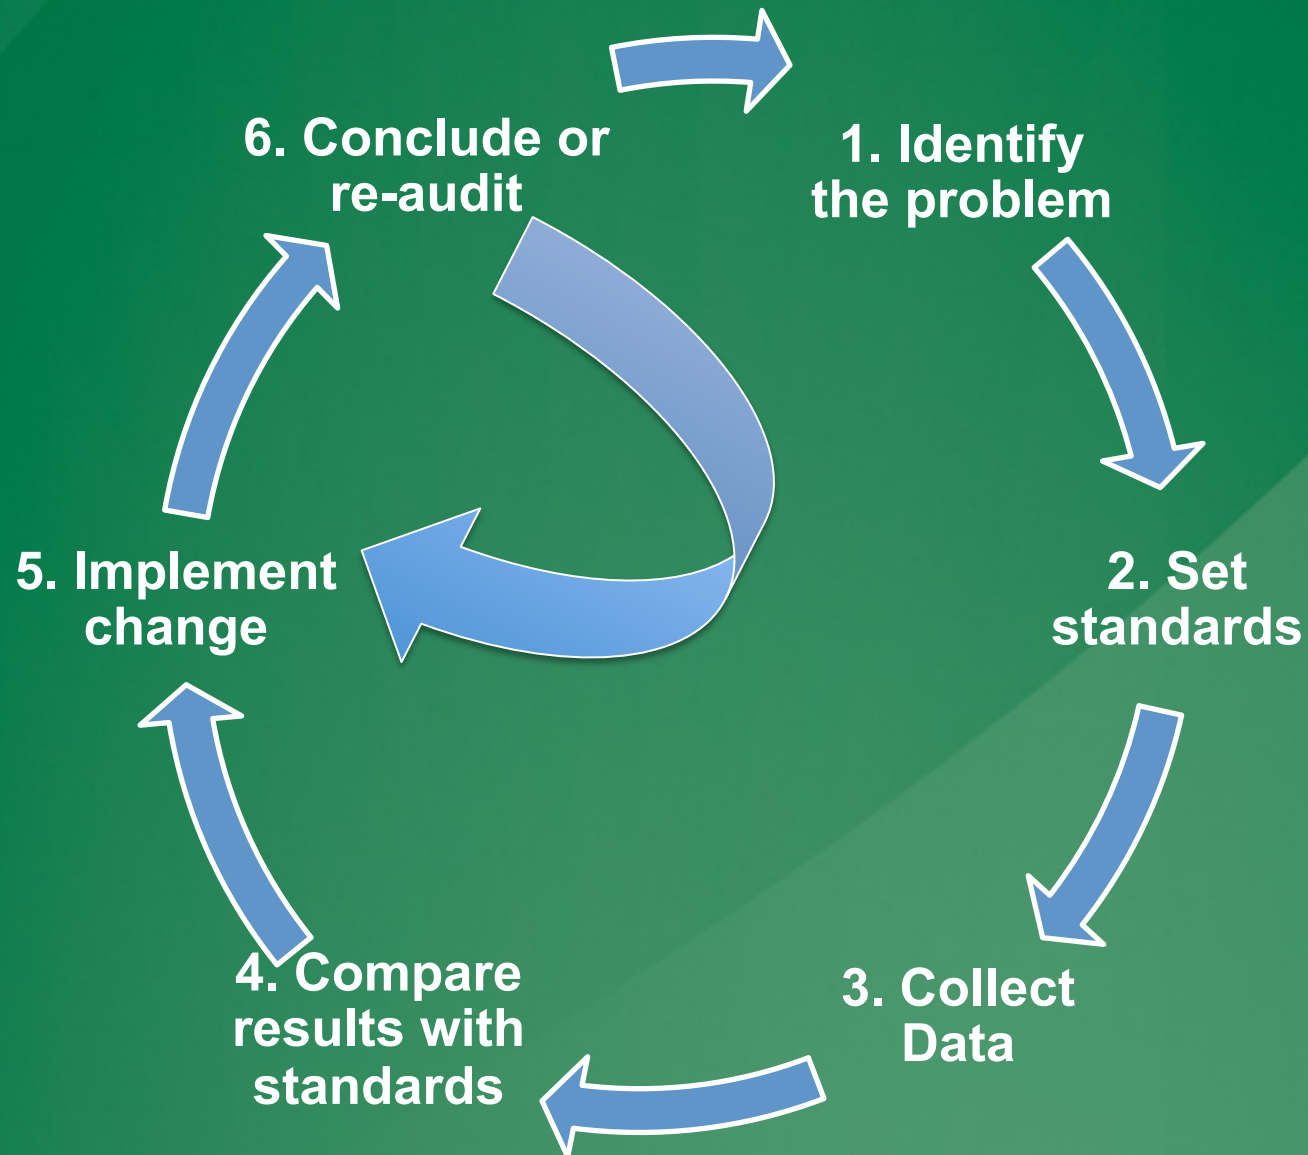 1. Identify
the problem
2. Set
standards
3. Collect
Data
4. Compare
results with
standards
5. Implement
change
6. Conclude or
re-audit